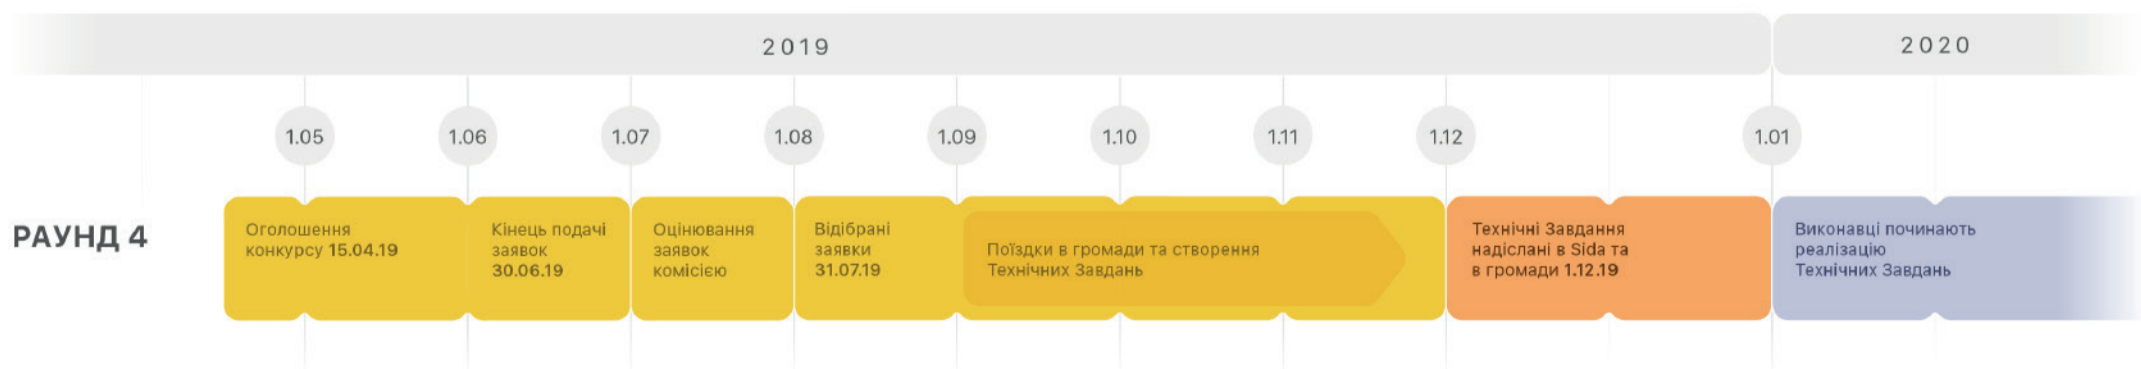 2019
2020
1.05
1.06
1.07
1.08
1.09
1.10
1.11
1.12
1.01
РАУНД 4
Оголошення
конкурсу 15.04.19
Кінець подачі
заявок
30.06.19
Оцінювання
заявок
комісією
Відібрані
заявки
31.07.19
Поїздки в громади та створення
Технічних Завдань
Технічні Завдання
надіслані в Sida та
в громади 1.12.19
Виконавці починають
реалізацію
Технічних Завдань